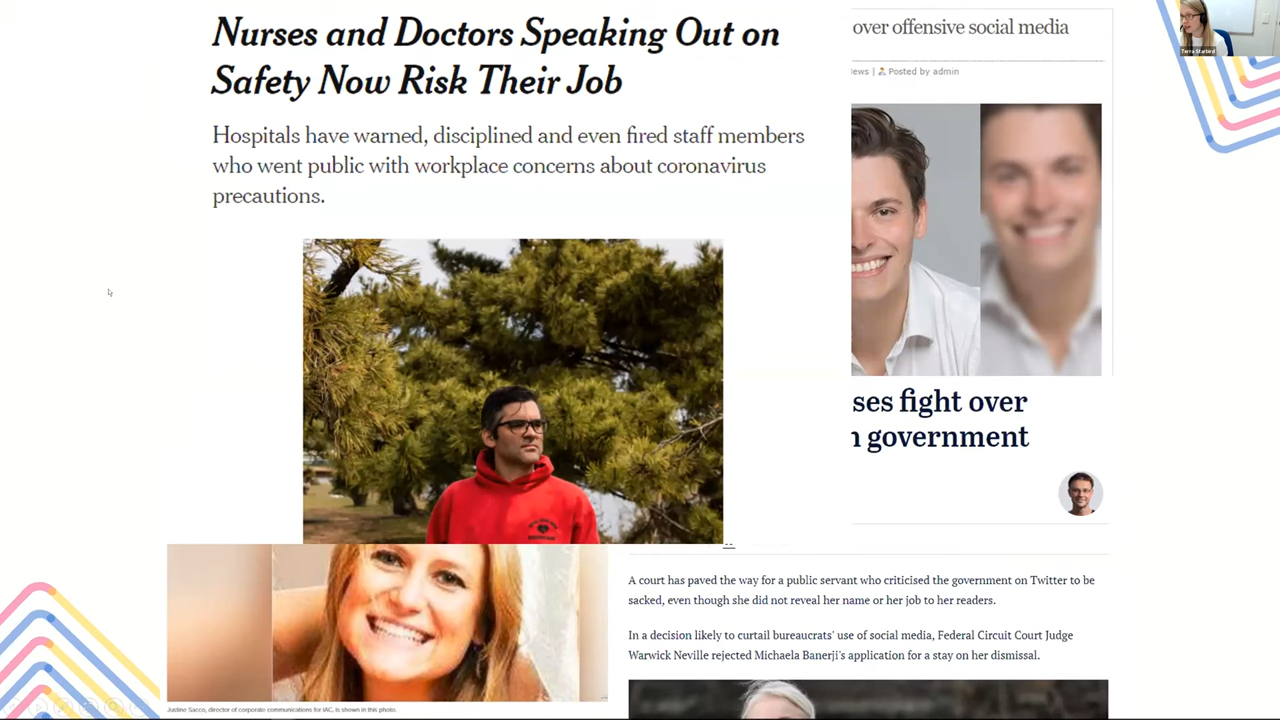 Nurses and Doctors Speaking Out on
Safety Now Risk Their Job
Hospitals have warned, disciplined and even fired staff members
who went public with workplace concerns about coronavirus
precautions.
over offensive social media
ews | Posted by admin
Terra Starbird
ses fight over
n government
A court has paved the way for a public servant who criticised the government on Twitter to be
sacked, even though she did not reveal her name or her job to her readers.
In a decision likely to curtail bureaucrats' use of social media, Federal Circuit Court Judge
Warwick Neville rejected Michaela Banerji's application for a stay on her dismissal.
Justine Sacco, director of corporate communications for IAC, is shown in this photo.